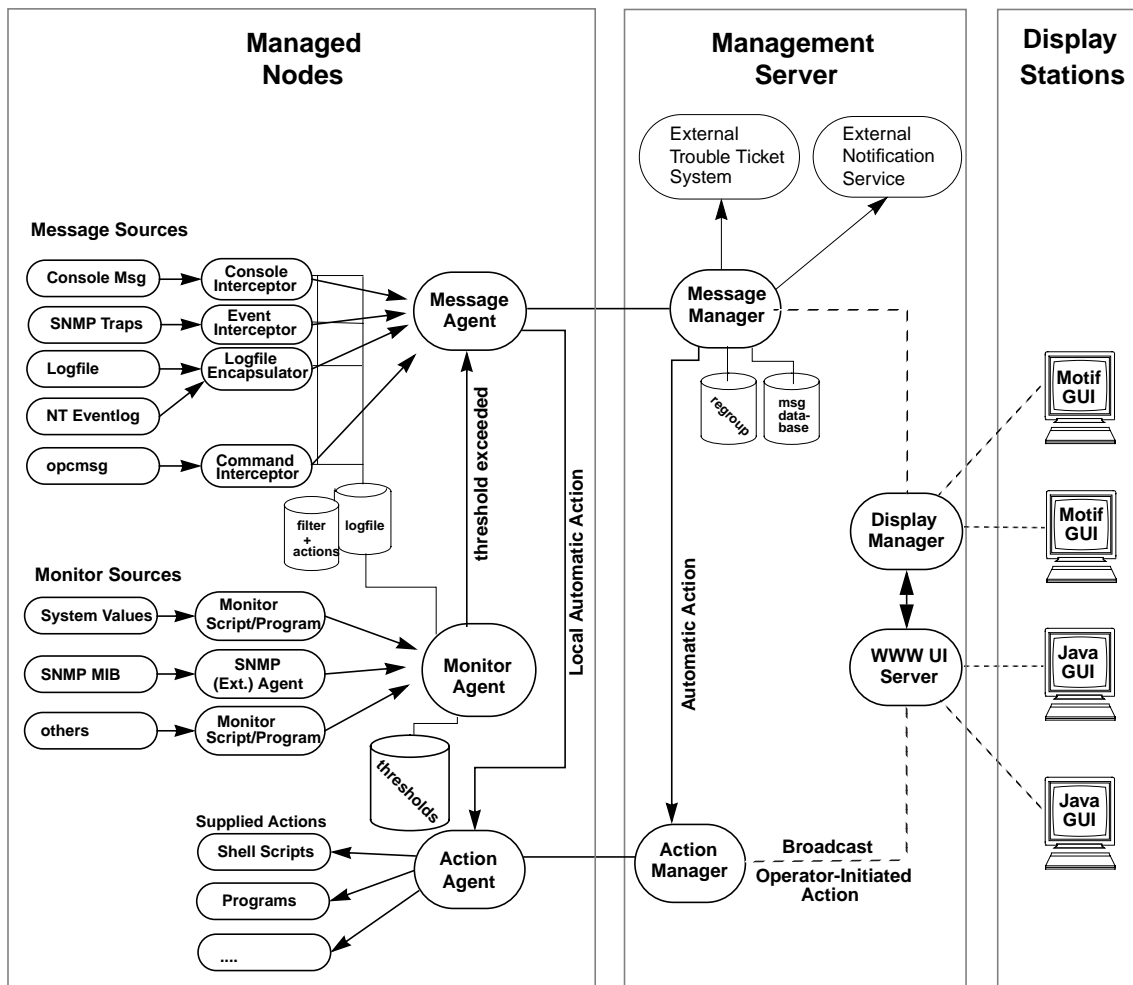 Managed
Nodes
Management
Server
Display
Stations
External
Trouble Ticket
System
External
Notification
Service
Message Sources
Console Msg
Console
Interceptor
SNMP Traps
Event
Interceptor
Logfile
Logfile
Encapsulator
NT Eventlog
opcmsg
Command
Interceptor
Message
Agent
Message
Manager
regroup
msg
data-
base
filter
+
actions
logfile
threshold exceeded
Local Automatic Action
Automatic Action
Motif
GUI
Motif
GUI
Display
Manager
Monitor Sources
System Values
Monitor
Script/Program
SNMP MIB
SNMP
(Ext.) Agent
others
Monitor
Script/Program
Monitor
Agent
thresholds
WWW UI
Server
Java
GUI
Java
GUI
Supplied Actions
Shell Scripts
Programs
....
Action
Agent
Action
Manager
Broadcast
Operator-Initiated
Action